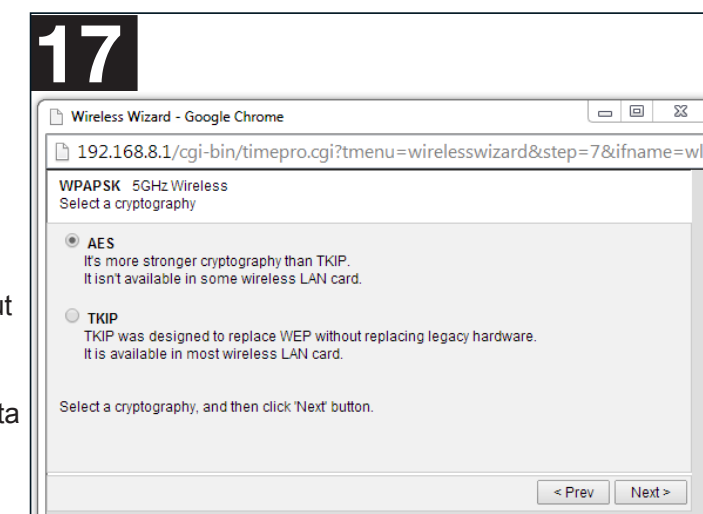 17
Wireless Wizard - Google Chrome
192.168.8.1/cgi-bin/timepro.cgi?tmenu=wirelesswizard&step=7&ifname=wl
WPAPSK 5GHz Wireless
Select a cryptography
AES
It's more stronger cryptography than TKIP.
It isn't available in some wireless LAN card.
ut
TKIP
TKIP was designed to replace WEP without replacing legacy hardware.
It is available in most wireless LAN card.
ta
Select a cryptography, and then click 'Next' button.
< Prev Next >